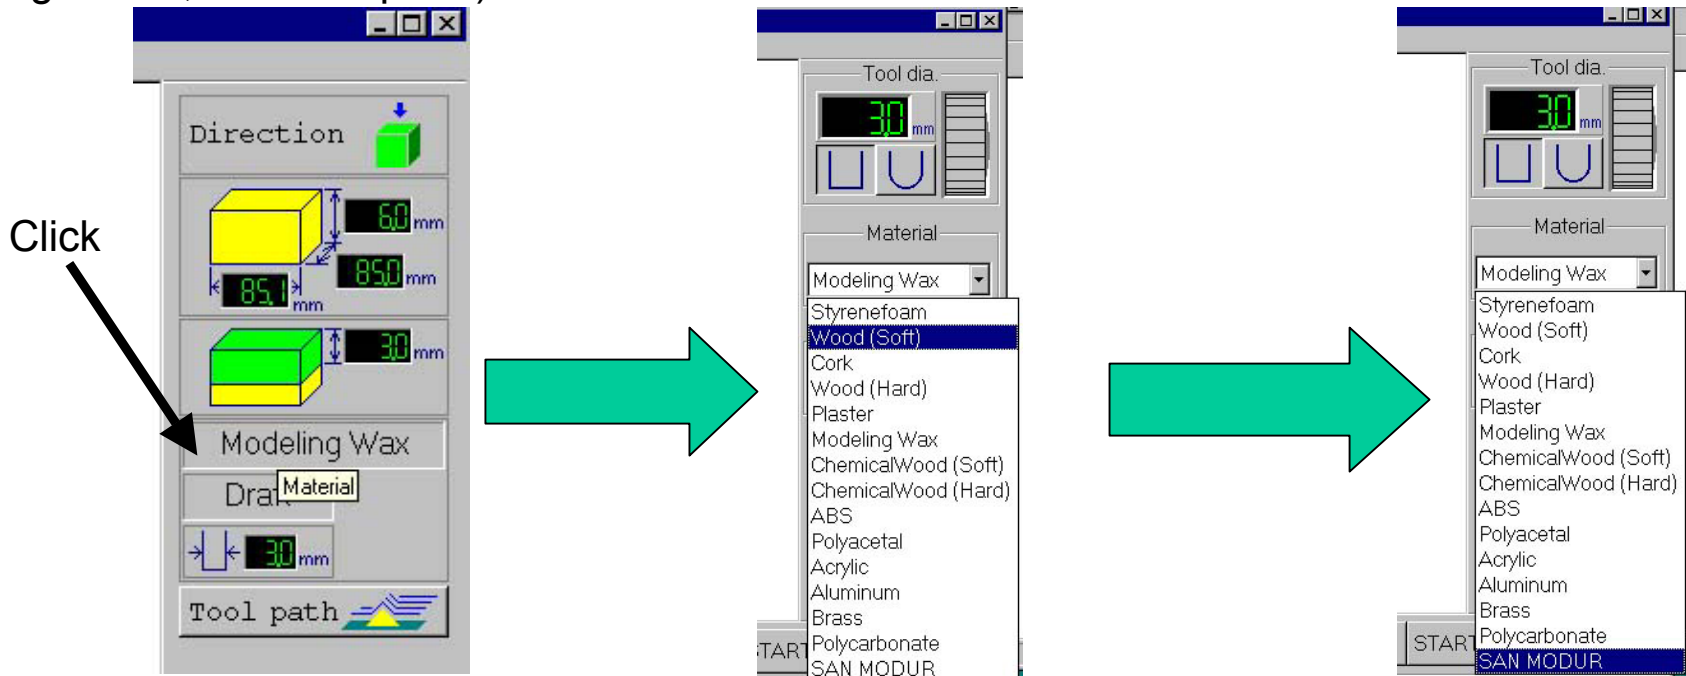 Click
Direction
6.0 mm
85.0 mm
85.1 mm
3.0 mm
Modeling Wax
Material
3.0 mm
Tool path
Tool dia.
3.0 mm
Material
Modeling Wax
Styrenefoam
Wood (Soft)
Cork
Wood (Hard)
Plaster
Modeling Wax
ChemicalWood (Soft)
ChemicalWood (Hard)
ABS
Polyacetal
Acrylic
Aluminum
Brass
Polycarbonate
SAN MODUR
Tool dia.
3.0 mm
Material
Modeling Wax
Styrenefoam
Wood (Soft)
Cork
Wood (Hard)
Plaster
Modeling Wax
ChemicalWood (Soft)
ChemicalWood (Hard)
ABS
Polyacetal
Acrylic
Aluminum
Brass
Polycarbonate
SAN MODUR